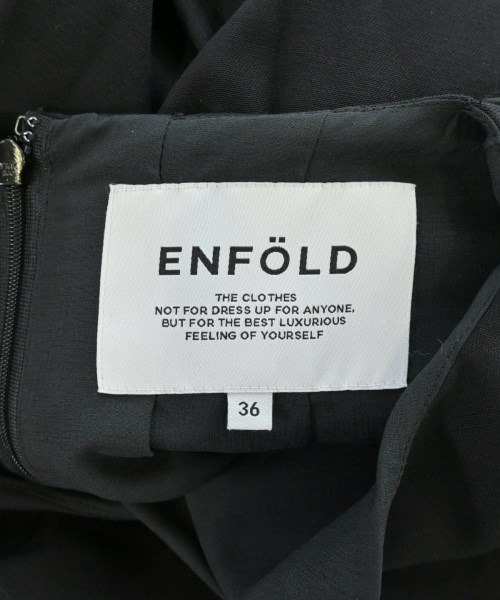 ENFÖLD
THE CLOTHES
NOT FOR DRESS UP FOR ANYONE,
BUT FOR THE BEST LUXURIOUS
FEELING OF YOURSELF
36